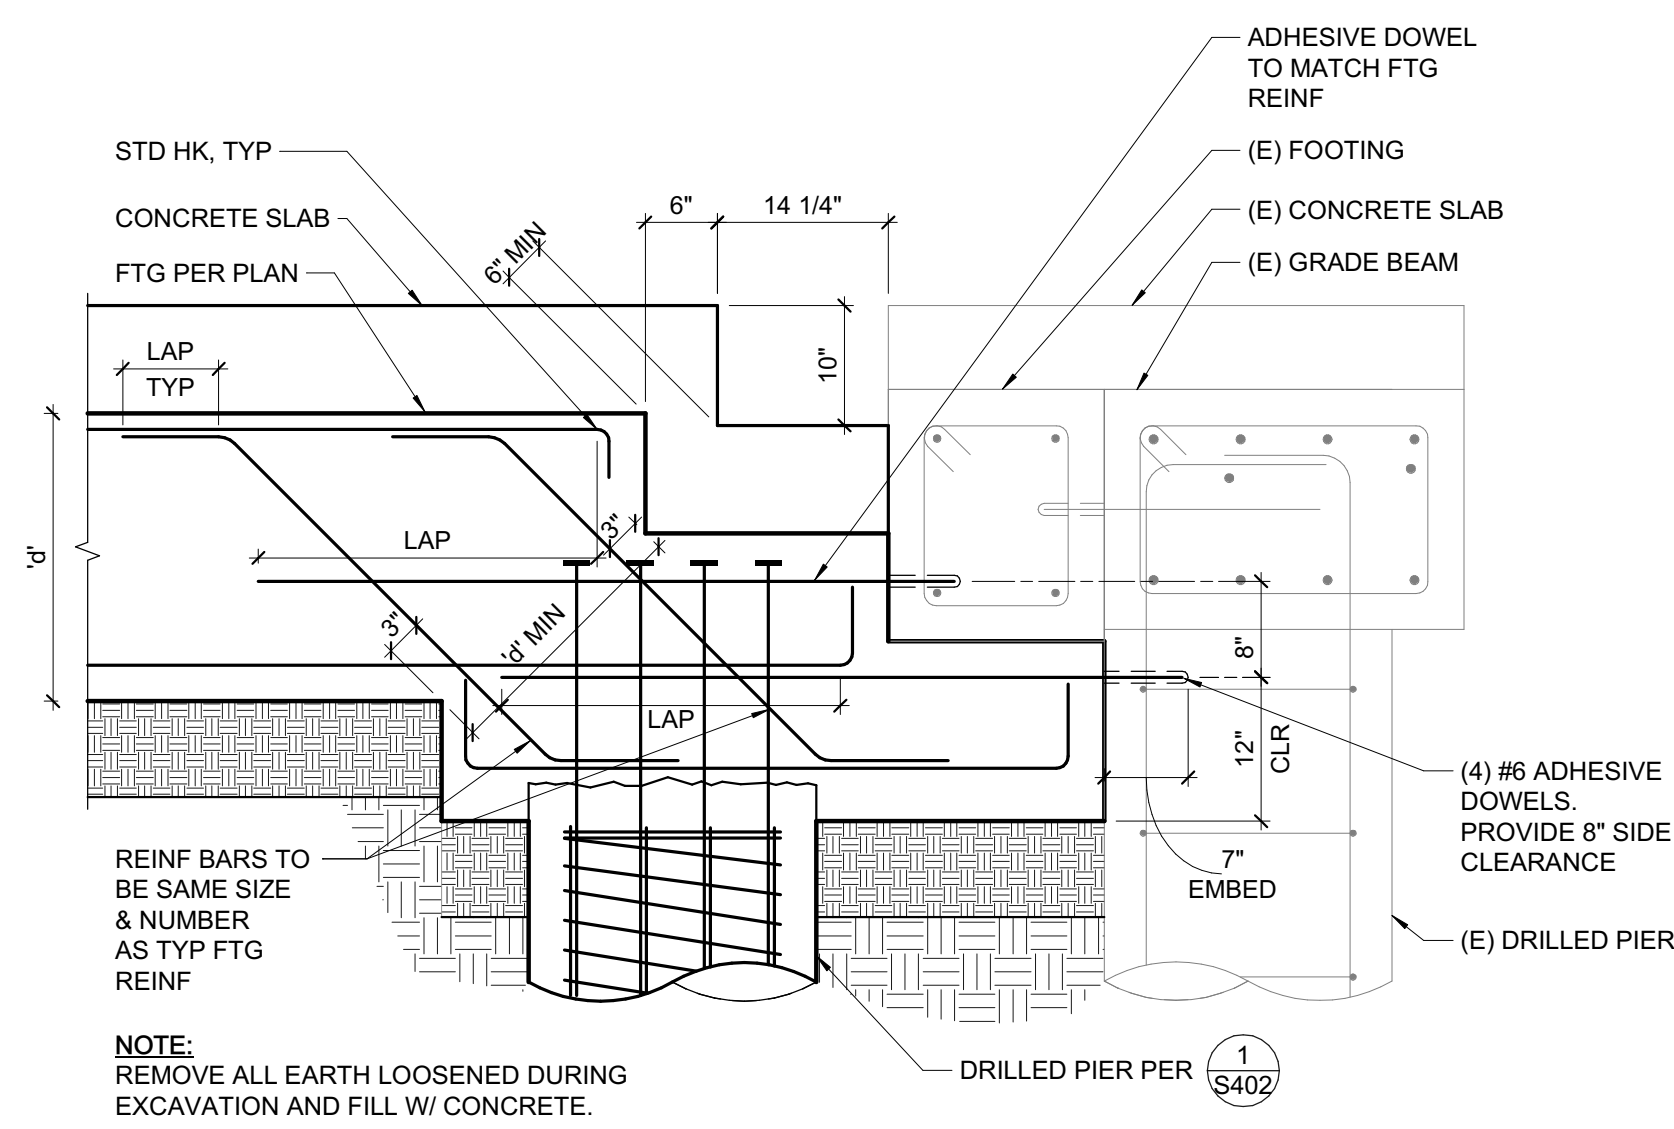 ADHESIVE DOWEL
TO MATCH FTG
REINF
STD HK, TYP
(E) FOOTING
CONCRETE SLAB
(E) CONCRETE SLAB
FTG PER PLAN
(E) GRADE BEAM
6"
14 1/4"
6" MIN
10"
LAP
TYP
'd'
LAP
3"
3"
'd' MIN
LAP
8"
12"
CLR
7"
EMBED
(4) #6 ADHESIVE
DOWELS.
PROVIDE 8" SIDE
CLEARANCE
REINF BARS TO
BE SAME SIZE
& NUMBER
AS TYP FTG
REINF
(E) DRILLED PIER
NOTE:
REMOVE ALL EARTH LOOSENED DURING
EXCAVATION AND FILL W/ CONCRETE.
DRILLED PIER PER
1
S402